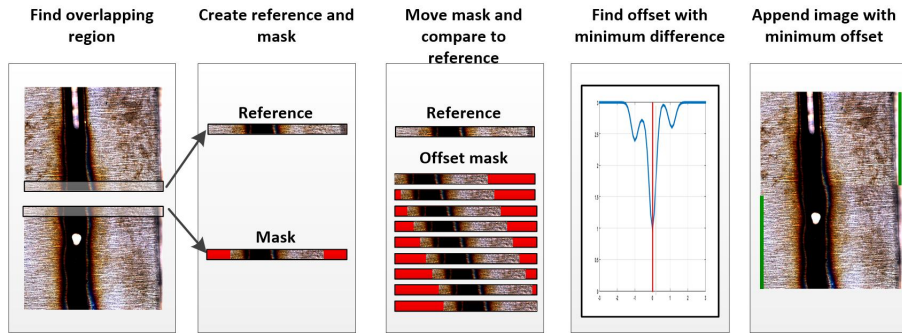 Find overlapping
region
Create reference and
mask
Move mask and
compare to
reference
Find offset with
minimum difference
Append image with
minimum offset
Reference
Mask
Reference
Offset mask